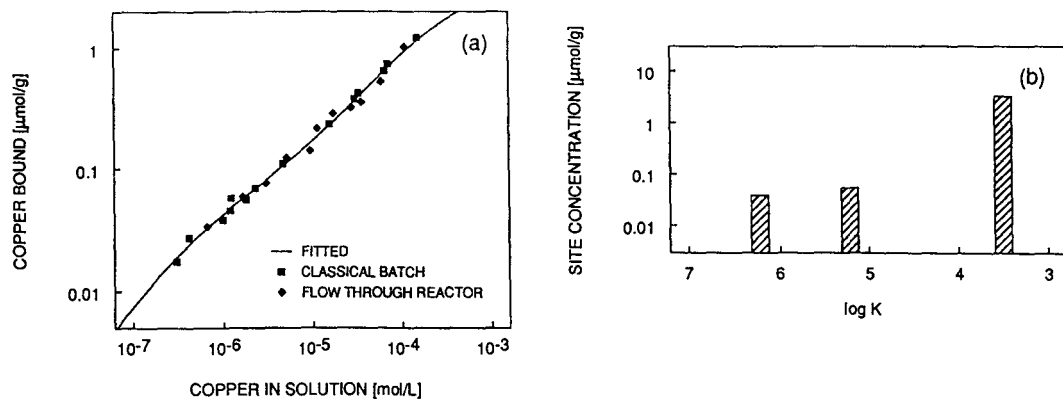 (a)
COPPER BOUND [μmol/g]
1
0.1
0.01
FITTED
CLASSICAL BATCH
FLOW THROUGH REACTOR
10-7 10-6 10-5 10-4 10-3
COPPER IN SOLUTION [mol/L]
(b)
SITE CONCENTRATION [μmol/g]
10
1
0.1
0.01
7 6 5 4 3
log K